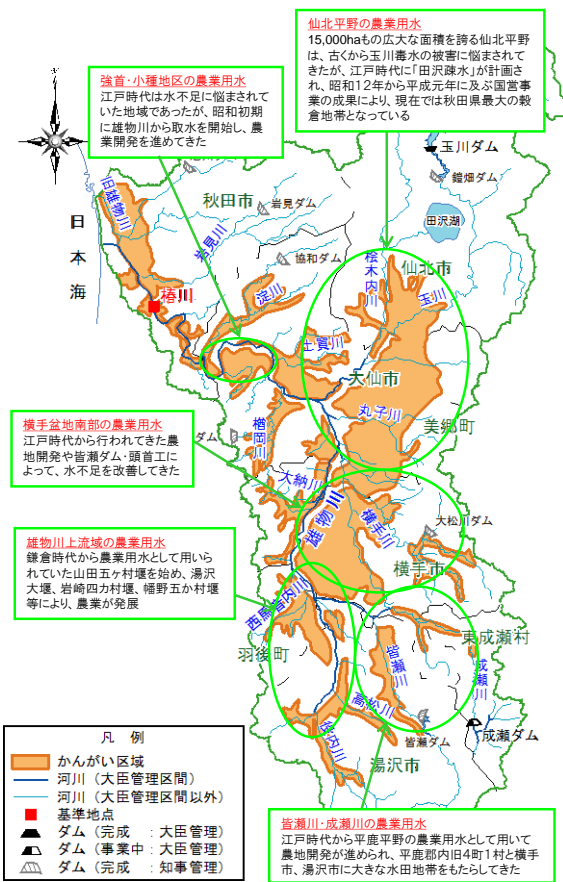 仙北平野の農業用水
15,000haもの広大な面積を誇る仙北平野
は、古くから玉川毒水の被害に悩まされて
きたが、江戸時代に「田沢疎水」が計画さ
れ、昭和12年から平成元年に及ぶ国営事
業の成果により、現在では秋田県最大の穀
倉地帯となっている
強首・小種地区の農業用水
江戸時代は水不足に悩まされて
いた地域であったが、昭和初期
に雄物川から取水を開始し、農
業開発を進めてきた
玉川ダム
鎧畑ダム
旧雄物川
秋田市
岩見ダム
田沢湖
日本海
岩見川
協和ダム
桧木内川
仙北市
椿川
淀川
玉川
土買川
大仙市
丸子川
美郷町
横手盆地南部の農業用水
江戸時代から行われてきた農
地開発や皆瀬ダム・頭首工に
よって、水不足を改善してきた
ダム
楢岡川
大納川
雄物川
横手川
大松川ダム
横手市
雄物川上流域の農業用水
鎌倉時代から農業用水として用いら
れていた山田五ヶ村堰を始め、湯沢
大堰、岩崎四カ村堰、幡野五か村堰
等により、農業が発展
西馬音内川
東成瀬村
羽後町
皆瀬川
成瀬川
高松川
役内川
皆瀬ダム
成瀬ダム
湯沢市
凡　例
かんがい区域
河川（大臣管理区間）
河川（大臣管理区間以外）
基準地点
ダム（完成　：大臣管理）
ダム（事業中：大臣管理）
ダム（完成　：知事管理）
皆瀬川・成瀬川の農業用水
江戸時代から平鹿平野の農業用水として用いて
農地開発が進められ、平鹿郡内旧4町1村と横手
市、湯沢市に大きな水田地帯をもたらしてきた